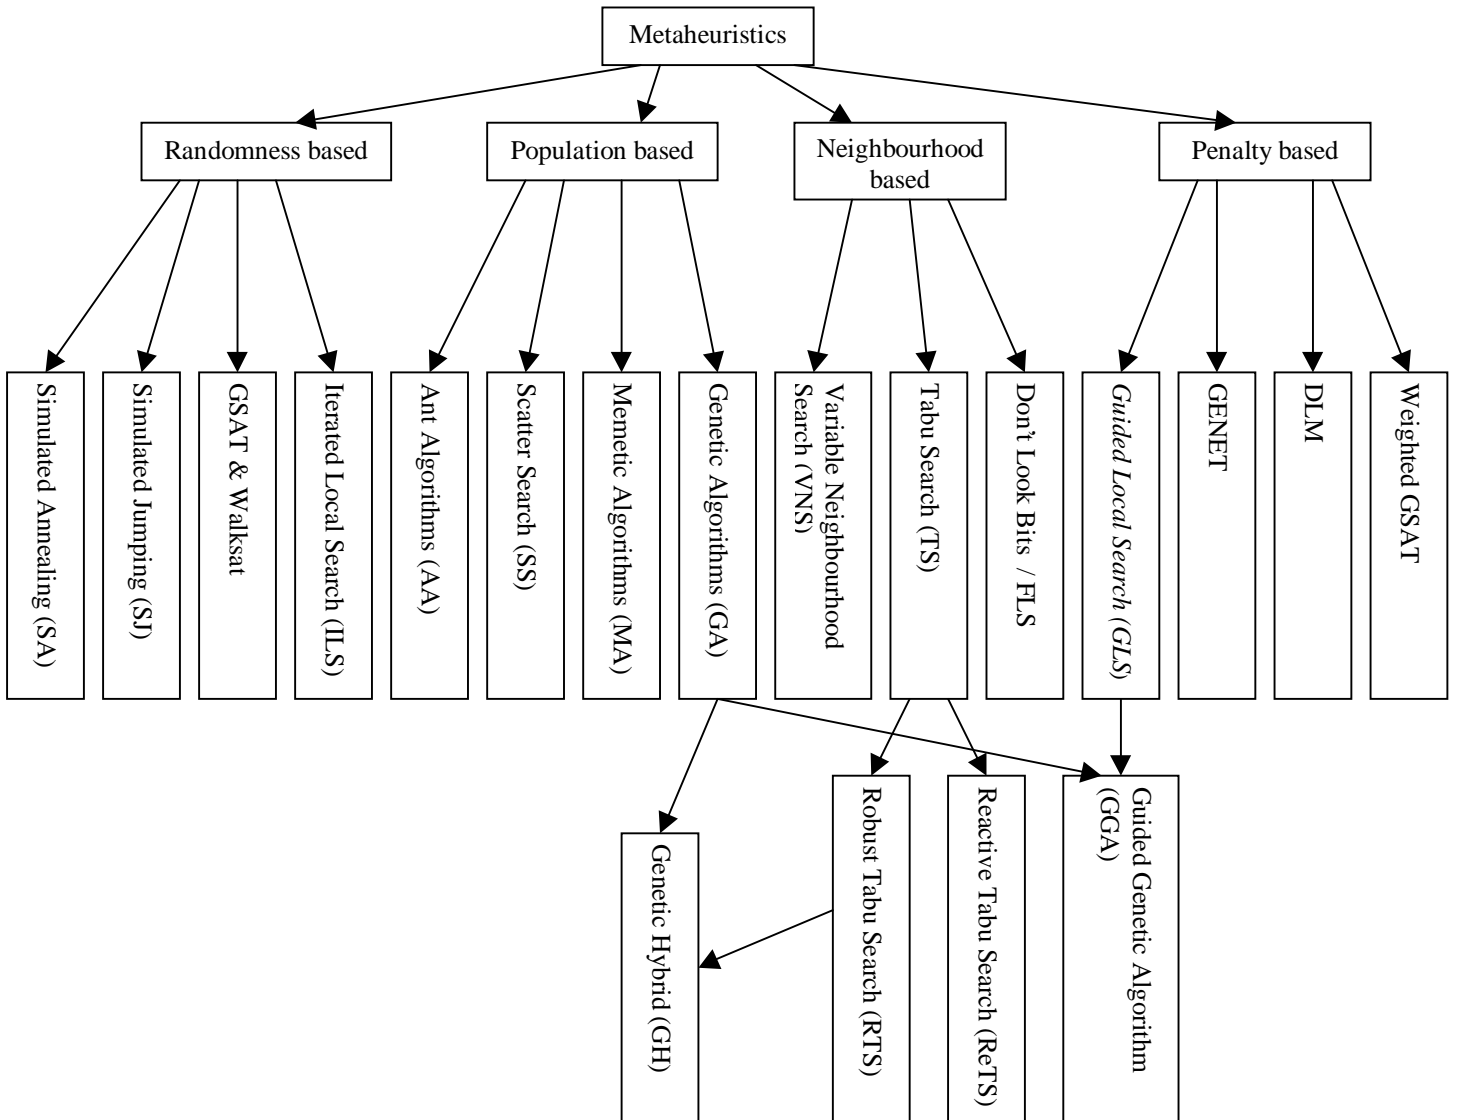 Metaheuristics
Randomness based
Population based
Neighbourhood
based
Penalty based
Simulated Annealing (SA)
Simulated Jumping (SJ)
GSAT & Walksat
Iterated Local Search (ILS)
Ant Algorithms (AA)
Scatter Search (SS)
Memetic Algorithms (MA)
Genetic Algorithms (GA)
Variable Neighbourhood
Search (VNS)
Tabu Search (TS)
Don't Look Bits / FLS
Guided Local Search (GLS)
GENET
DLM
Weighted GSAT
Genetic Hybrid (GH)
Robust Tabu Search (RTS)
Reactive Tabu Search (ReTS)
Guided Genetic Algorithm
(GGA)